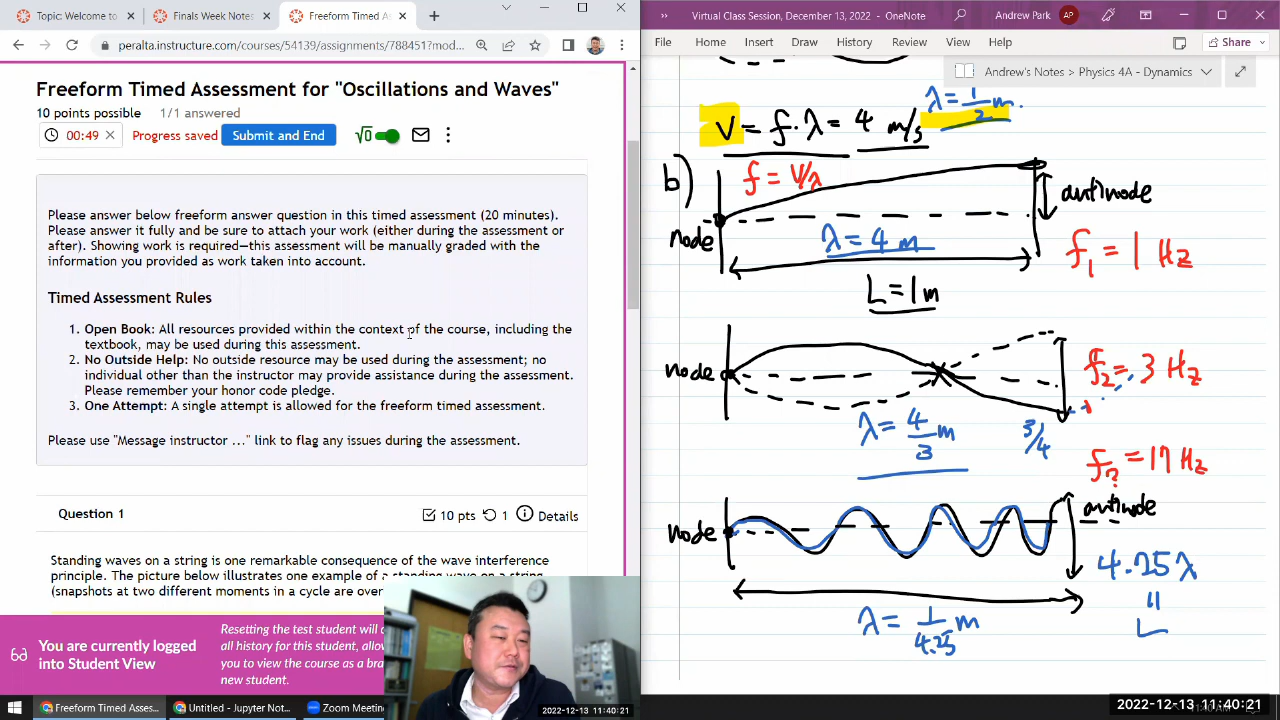 Topic: Welcome to
Finals Week Notes
Freeform Timed As
peralta.instructure.com/courses/54139/assignments/788451?mod...
Freeform Timed Assessment for "Oscillations and Waves"
10 points possible 1/1 answered
00:49 Progress saved Submit and End √0
Please answer below freeform answer question in this timed assessment (20 minutes).
Please answer it fully and be sure to attach your work (either during the assessment or
after). Showing work is required—this assessment will be manually graded with the
information you provided on work taken into account.
Timed Assessment Rules
1. Open Book: All resources provided within the context of the course, including the
textbook, may be used during this assessment.
2. No Outside Help: No outside resource may be used during the assessment; no
individual other than the instructor may provide assistance during the assessment.
Please remember your honor code pledge.
3. One Attempt: A single attempt is allowed for the freeform timed assessment.
Please use "Message instructor ..." link to flag any issues during the assessment.
Question 1 10 pts 1 Details
Standing waves on a string is one remarkable consequence of the wave interference
principle. The picture below illustrates one example of a standing wave on a string
(snapshots at two different moments in a cycle are over
You are currently logged
into Student View
Resetting the test student will
all history for this student, allow
you to view the course as a bra
new student.
Freeform Timed Asses...
Untitled - Jupyter Not...
Zoom Meeting
2022-12-13 11:40:21
Virtual Class Session, December 13, 2022 - OneNote
Andrew Park AP
File Home Insert Draw History Review View Help Share
Andrew's Notes > Physics 4A - Dynamics
λ = 1/2 m.
V = f·λ = 4 m/s
b)
f = V/λ
antinode
node
λ = 4 m
f1 = 1 Hz
L = 1 m
node
f2 = 3 Hz
λ = 4/3 m
3/4
f? = 17 Hz
antinode
node
4.25 λ
"
L
λ = 1/4.25 m
2022-12-13 11:40:21